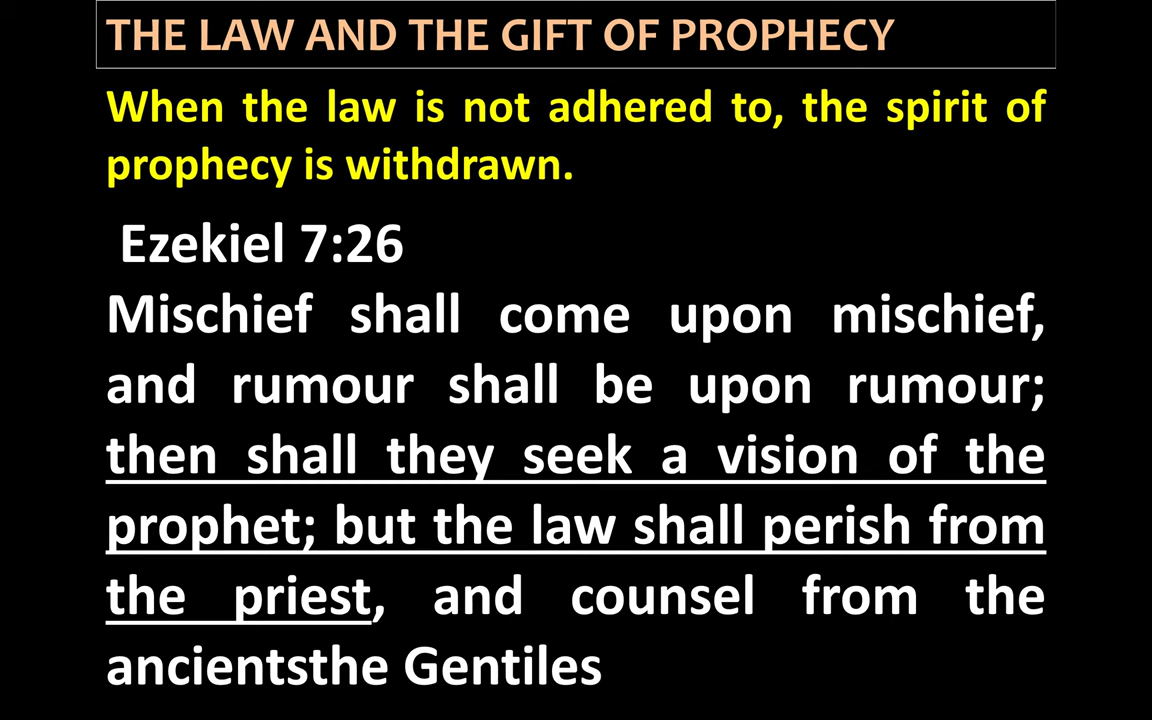 THE LAW AND THE GIFT OF PROPHECY
When the law is not adhered to, the spirit of
prophecy is withdrawn.
Ezekiel 7:26
Mischief shall come upon mischief,
and rumour shall be upon rumour;
then shall they seek a vision of the
prophet; but the law shall perish from
the priest, and counsel from the
ancientsthe Gentiles